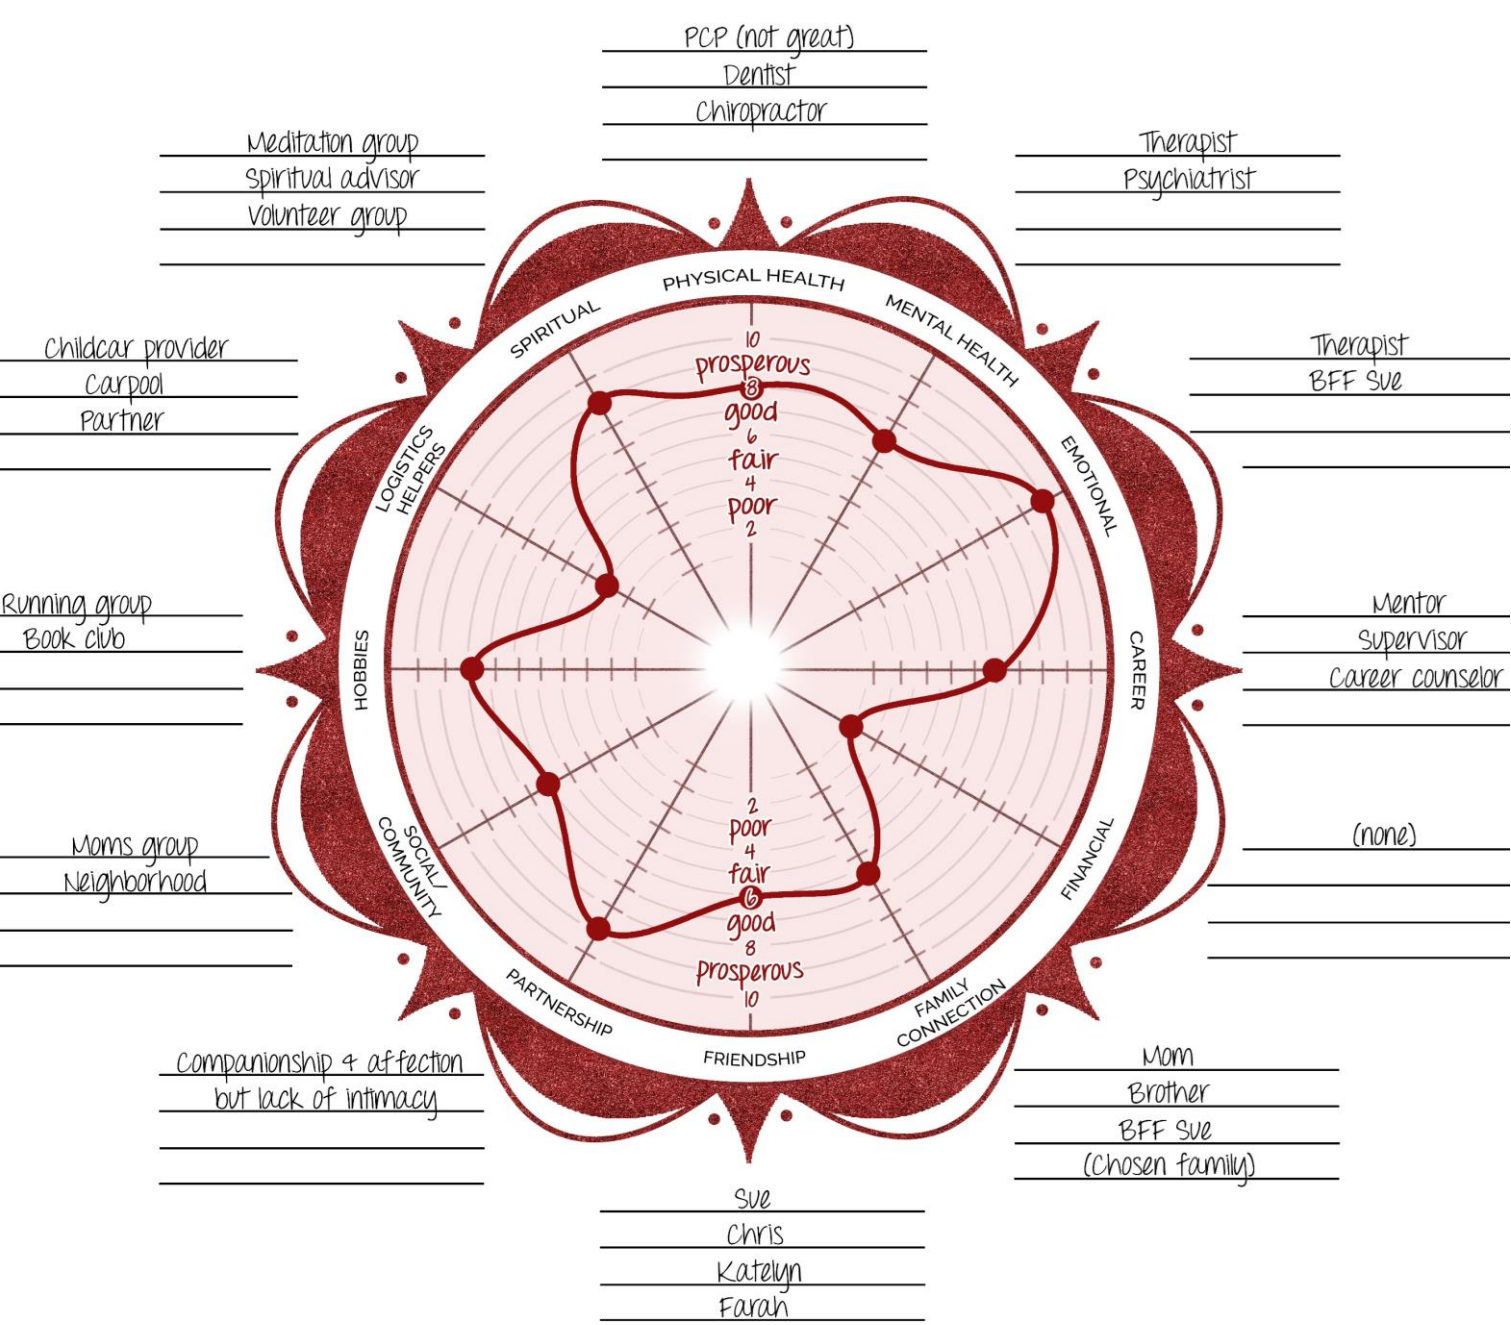 PCP (not great)
Dentist
Chiropractor
Meditation group
Spiritual advisor
Volunteer group
Therapist
Psychiatrist
Childcar provider
Carpool
Partner
Therapist
BFF Sue
Running group
Book club
Mentor
Supervisor
Career counselor
Moms group
Neighborhood
(none)
Companionship & affection
but lack of intimacy
Mom
Brother
BFF Sue
(Chosen family)
Sue
Chris
Katelyn
Farah
PHYSICAL HEALTH
MENTAL HEALTH
EMOTIONAL
CAREER
FINANCIAL
FAMILY
CONNECTION
FRIENDSHIP
PARTNERSHIP
SOCIAL/
COMMUNITY
HOBBIES
LOGISTICS
HELPERS
SPIRITUAL
10
prosperous
8
good
6
fair
4
poor
2
2
poor
4
fair
6
good
8
prosperous
10